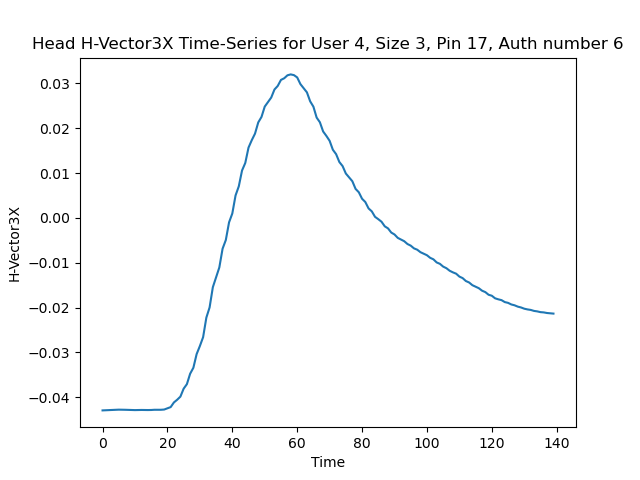 Head H-Vector3X Time-Series for User 4, Size 3, Pin 17, Auth number 6
0.03
0.02
0.01
0.00
−0.01
−0.02
−0.03
−0.04
H-Vector3X
0 20 40 60 80 100 120 140
Time